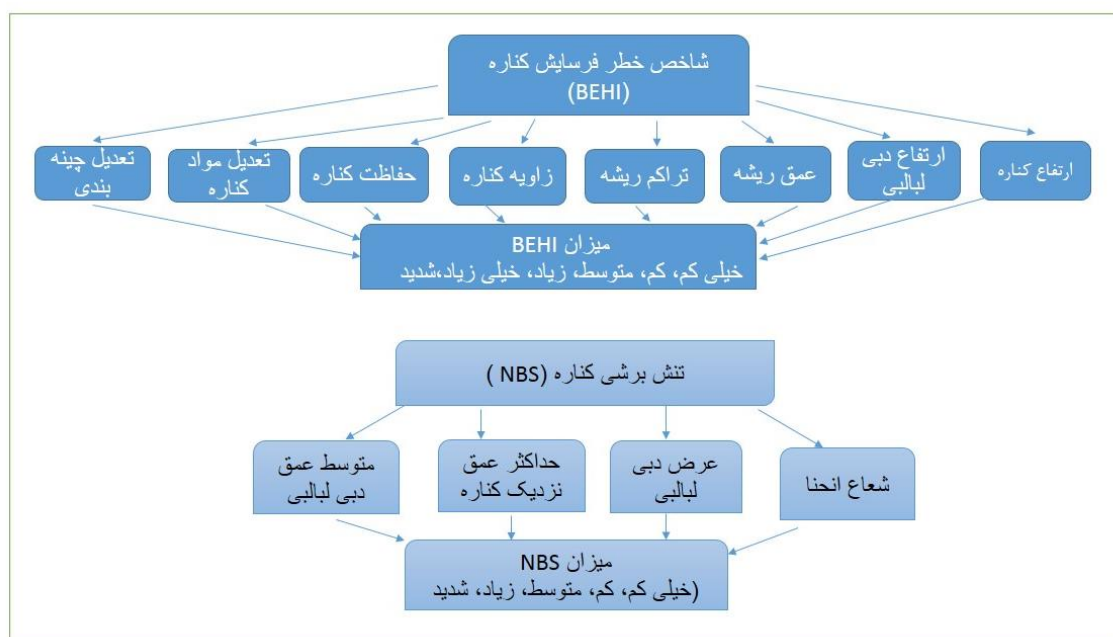 شاخص خطر فرسایش کناره
(BEHI)
ارتفاع کناره
ارتفاع دبی
لبالبی
عمق ریشه
تراکم ریشه
زاویه کناره
حفاظت کناره
تعدیل مواد
کناره
تعدیل چینه
بندی
میزان BEHI
خیلی کم، کم، متوسط، زیاد، خیلی زیاد،شدید
تنش برشی کناره (NBS )
شعاع انحنا
عرض دبی
لبالبی
حداکثر عمق
نزدیک کناره
متوسط عمق
دبی لبالبی
میزان NBS
(خیلی کم، کم، متوسط، زیاد، شدید